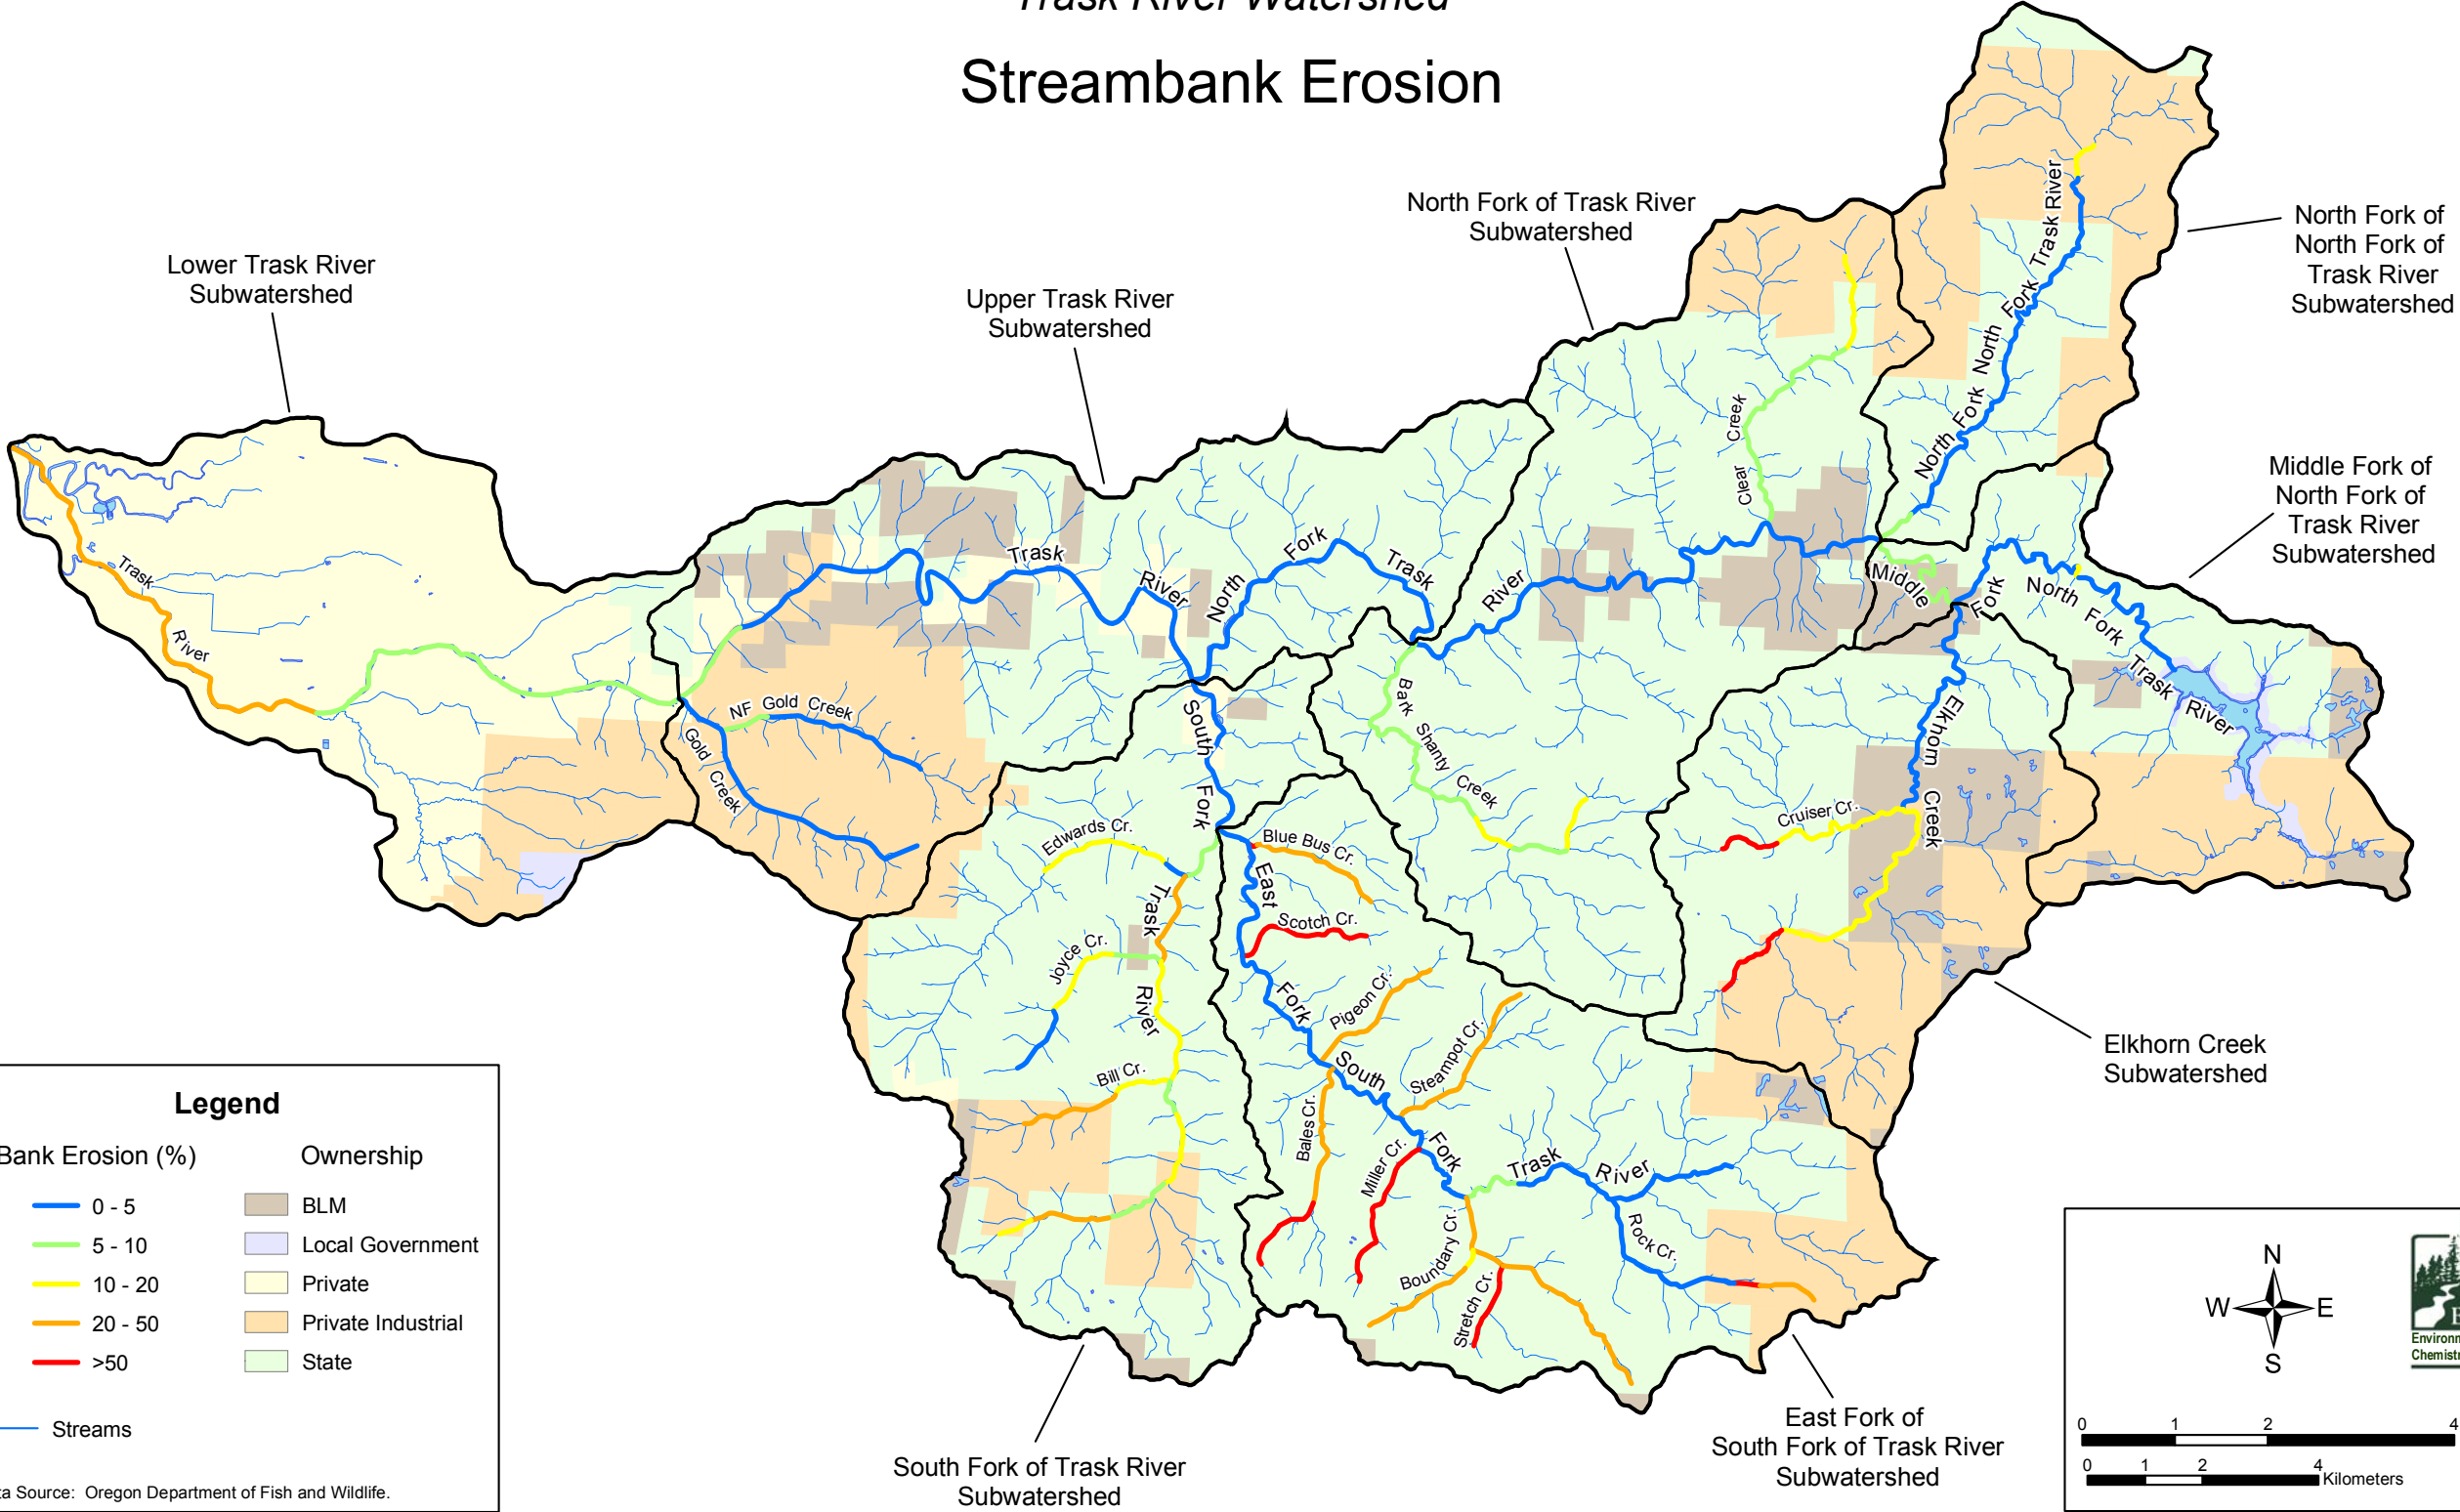 Trask River Watershed
Streambank Erosion
Lower Trask River
Subwatershed
Upper Trask River
Subwatershed
North Fork of Trask River
Subwatershed
North Fork of
North Fork of
Trask River
Subwatershed
Middle Fork of
North Fork of
Trask River
Subwatershed
Elkhorn Creek
Subwatershed
East Fork of
South Fork of Trask River
Subwatershed
South Fork of Trask River
Subwatershed
Trask River
Trask River
North Fork Trask River
North Fork North Fork Trask River
Middle Fork North Fork Trask River
Clear Creek
Bark Shanty Creek
Elkhorn Creek
Cruiser Cr.
NF Gold Creek
Gold Creek
South Fork Trask River
Edwards Cr.
Joyce Cr.
Bill Cr.
East Fork South Fork Trask River
Blue Bus Cr.
Scotch Cr.
Pigeon Cr.
Steampot Cr.
Bales Cr.
Miller Cr.
Boundary Cr.
Stretch Cr.
Rock Cr.
Legend
Bank Erosion (%)
0 - 5
5 - 10
10 - 20
20 - 50
>50
Streams
Ownership
BLM
Local Government
Private
Private Industrial
State
Source: Oregon Department of Fish and Wildlife.
N
W E
S
0 1 2 4
0 1 2 4 Kilometers